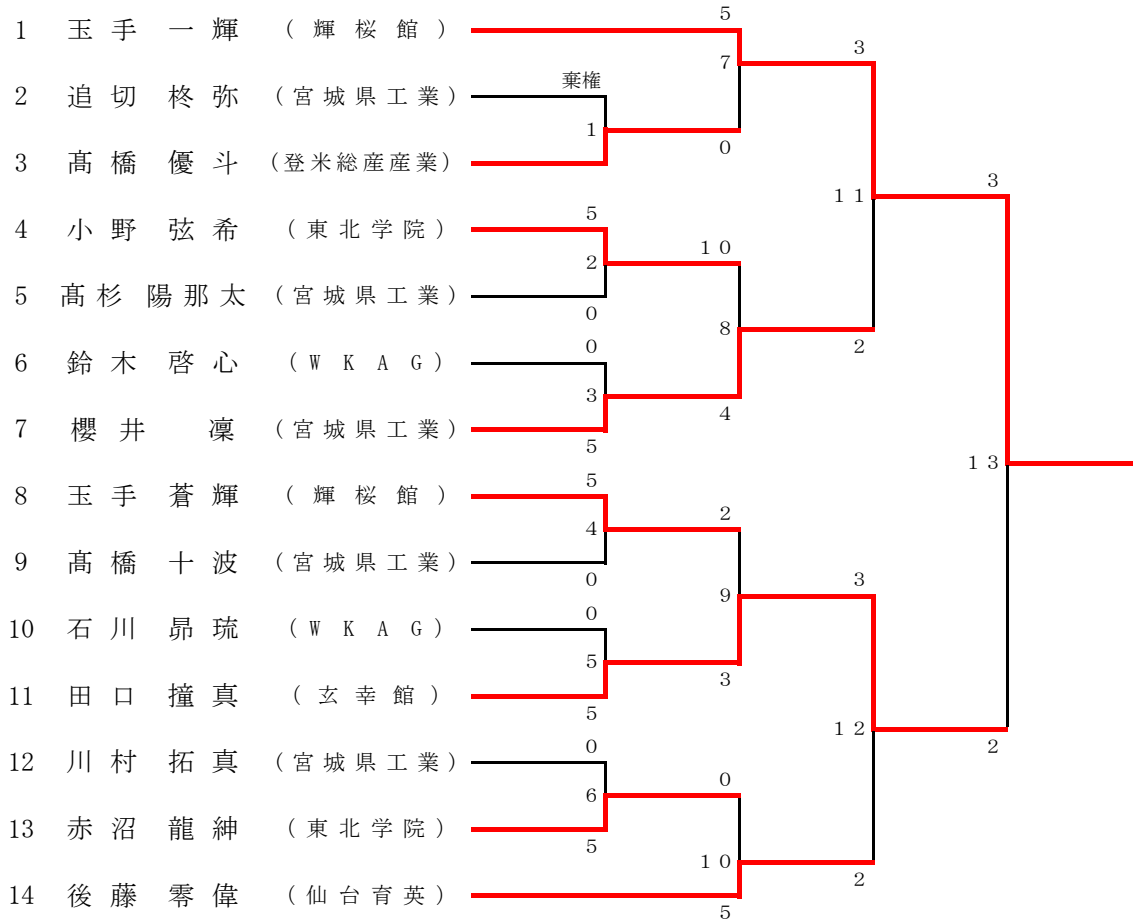 5
1 玉手 一輝 (輝桜館)
3
7
棄権
2 追切 柊弥 (宮城県工業)
1
0
3 髙橋 優斗 (登米総産産業)
11
3
5
4 小野 弦希 (東北学院)
10
2
5 髙杉 陽那太 (宮城県工業)
0
8
0
2
6 鈴木 啓心 (WKAG)
3
4
7 櫻井 凜 (宮城県工業)
5
13
5
8 玉手 蒼輝 (輝桜館)
2
4
9 髙橋 十波 (宮城県工業)
0
3
9
0
10 石川 昴琉 (WKAG)
5
3
11 田口 撞真 (玄幸館)
5
12
2
0
12 川村 拓真 (宮城県工業)
0
6
13 赤沼 龍紳 (東北学院)
5
10
2
14 後藤 零偉 (仙台育英)
5